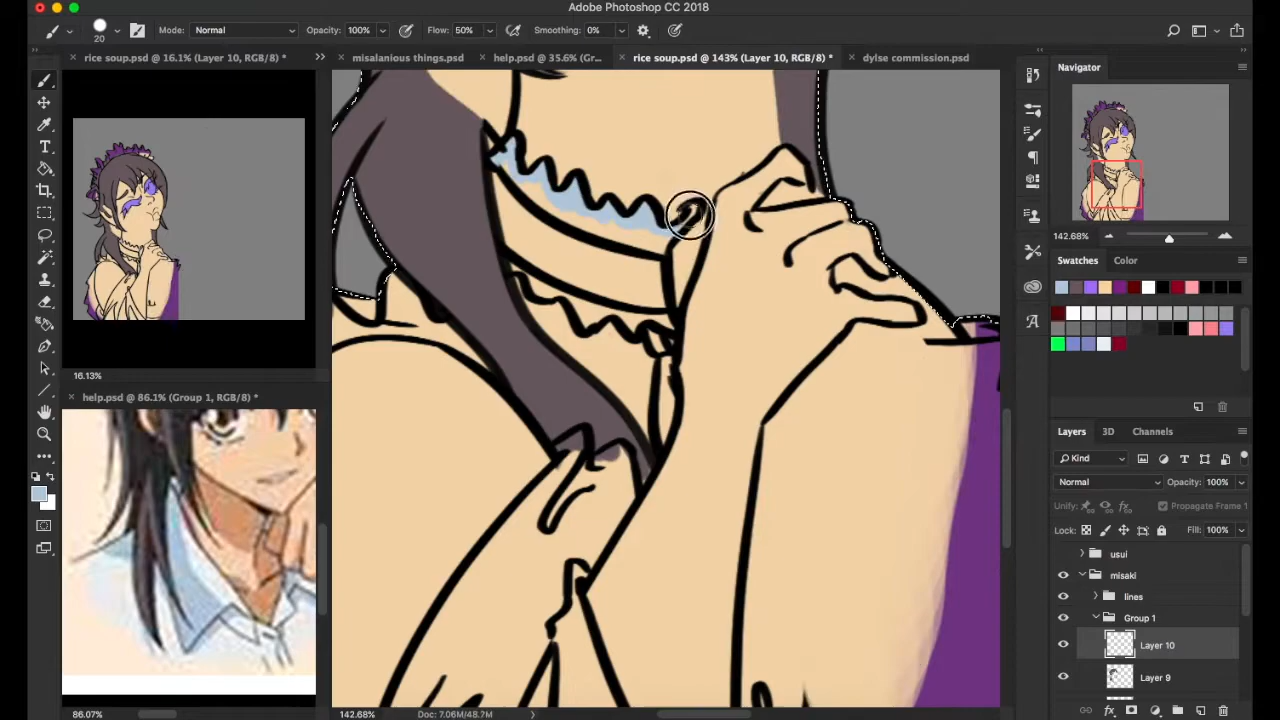 Adobe Photoshop CC 2018
20
Mode: Normal
Opacity: 100%
Flow: 50%
Smoothing: 0%
rice soup.psd @ 16.1% (Layer 10, RGB/8) *
misalanious things.psd
help.psd @ 35.6% (Gr...
rice soup.psd @ 143% (Layer 10, RGB/8) *
dylse commission.psd
16.13%
help.psd @ 86.1% (Group 1, RGB/8) *
86.07%
142.68%
Doc: 7.06M/48.7M
Navigator
142.68%
Swatches
Color
Layers
3D
Channels
Kind
Normal
Opacity: 100%
Unify:
Propagate Frame 1
Lock:
Fill: 100%
usui
misaki
lines
Group 1
Layer 10
Layer 9